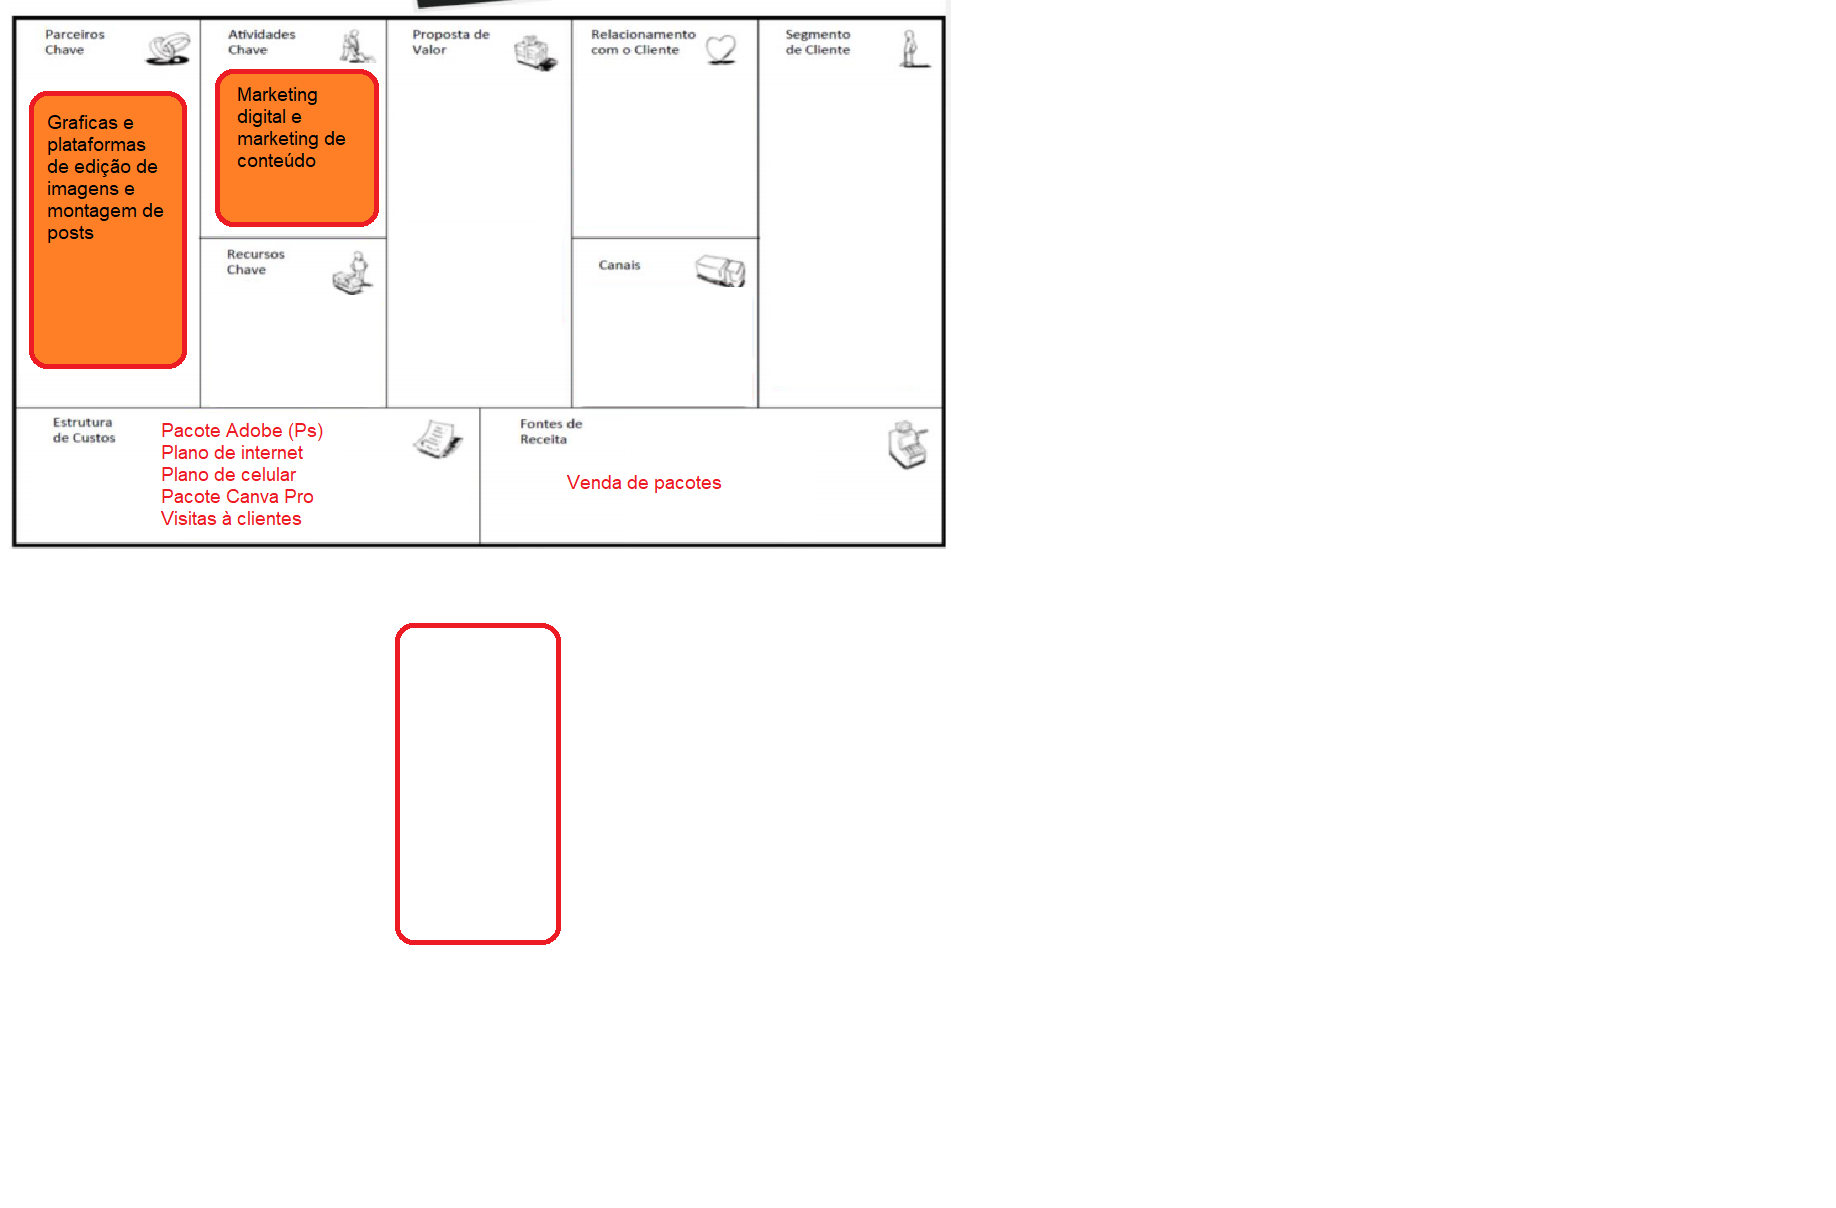 Parceiros
Chave
Graficas e
plataformas
de edição de
imagens e
montagem de
posts
Atividades
Chave
Marketing
digital e
marketing de
conteúdo
Recursos
Chave
Proposta de
Valor
Relacionamento
com o Cliente
Canais
Segmento
de Cliente
Estrutura
de Custos
Pacote Adobe (Ps)
Plano de internet
Plano de celular
Pacote Canva Pro
Visitas à clientes
Fontes de
Receita
Venda de pacotes